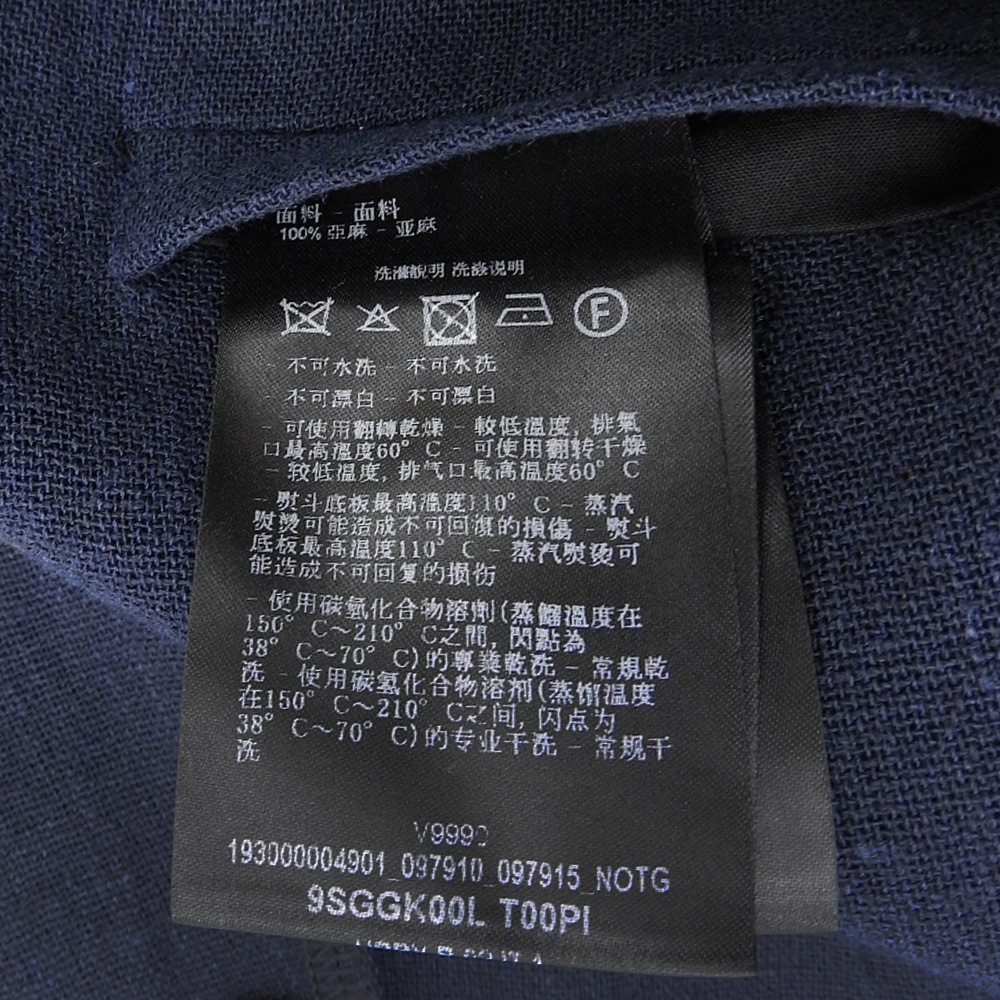 面料 - 面料
100% 亞麻 - 亚麻
洗滌說明 洗涤说明
F
- 不可水洗 - 不可水洗
- 不可漂白 - 不可漂白
- 可使用翻轉乾燥 - 較低溫度, 排氣
口最高溫度60° C - 可使用翻转干燥
- 较低温度, 排气口最高温度60° C
- 熨斗底板最高溫度110° C - 蒸汽
熨燙可能造成不可回復的損傷 - 熨斗
底板最高温度110° C - 蒸汽熨烫可
能造成不可回复的损伤
- 使用碳氫化合物溶劑(蒸餾溫度在
150° C～210° C之間, 閃點為
38° C～70° C)的專業乾洗 - 常規乾
洗 - 使用碳氢化合物溶剂(蒸馏温度
在150° C～210° C之间, 闪点为
38° C～70° C)的专业干洗 - 常规干
洗
193000004901_097910_097915_NOTG
9SGGK00L T00PI